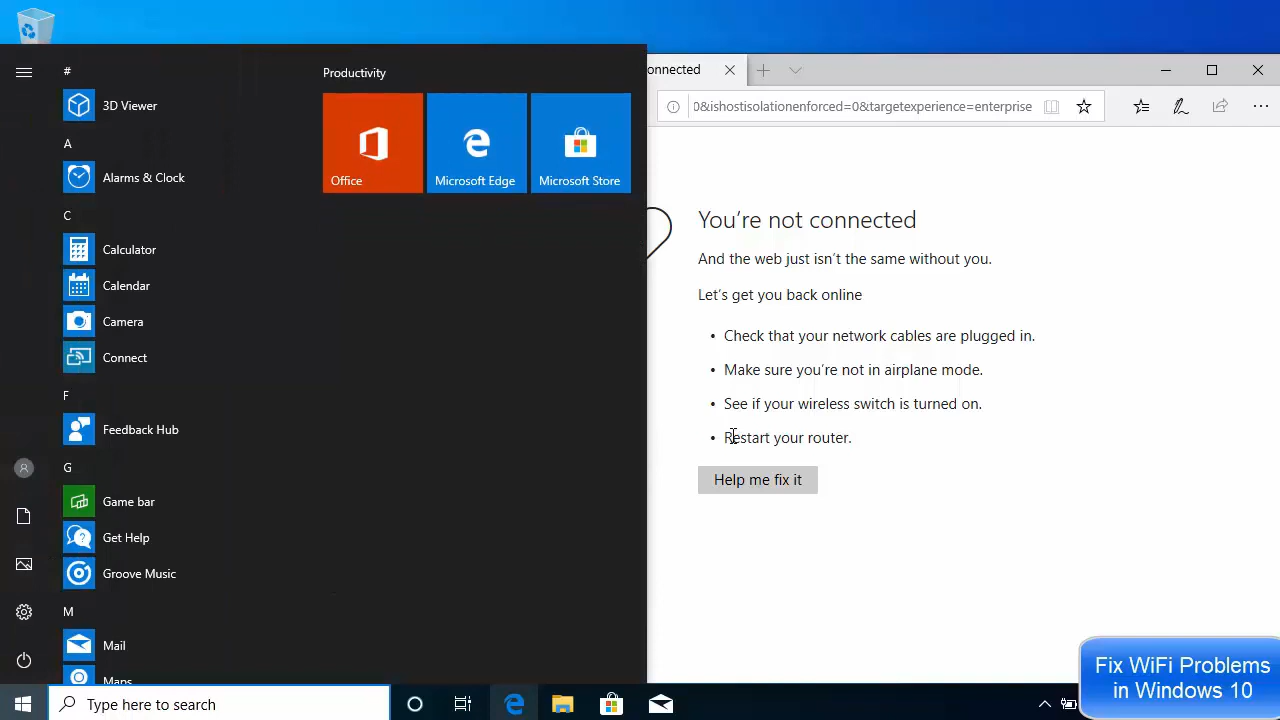 #
3D Viewer
A
Alarms & Clock
C
Calculator
Calendar
Camera
Connect
F
Feedback Hub
G
Game bar
Get Help
Groove Music
M
Mail
Maps
Productivity
Office
Microsoft Edge
Microsoft Store
onnected
0&ishostisolationenforced=0&targetexperience=enterprise
You're not connected
And the web just isn't the same without you.
Let's get you back online
• Check that your network cables are plugged in.
• Make sure you're not in airplane mode.
• See if your wireless switch is turned on.
• Restart your router.
Help me fix it
Fix WiFi Problems
in Windows 10
Type here to search